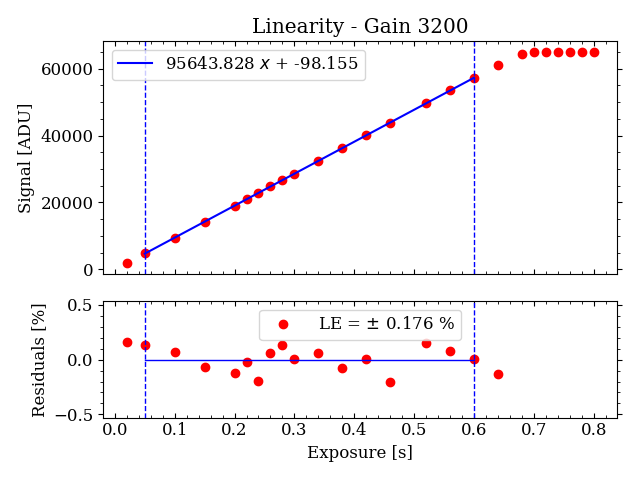 Linearity - Gain 3200
95643.828 x + -98.155
Signal [ADU]
60000
40000
20000
0
LE = ± 0.176 %
Residuals [%]
0.5
0.0
−0.5
0.0 0.1 0.2 0.3 0.4 0.5 0.6 0.7 0.8
Exposure [s]